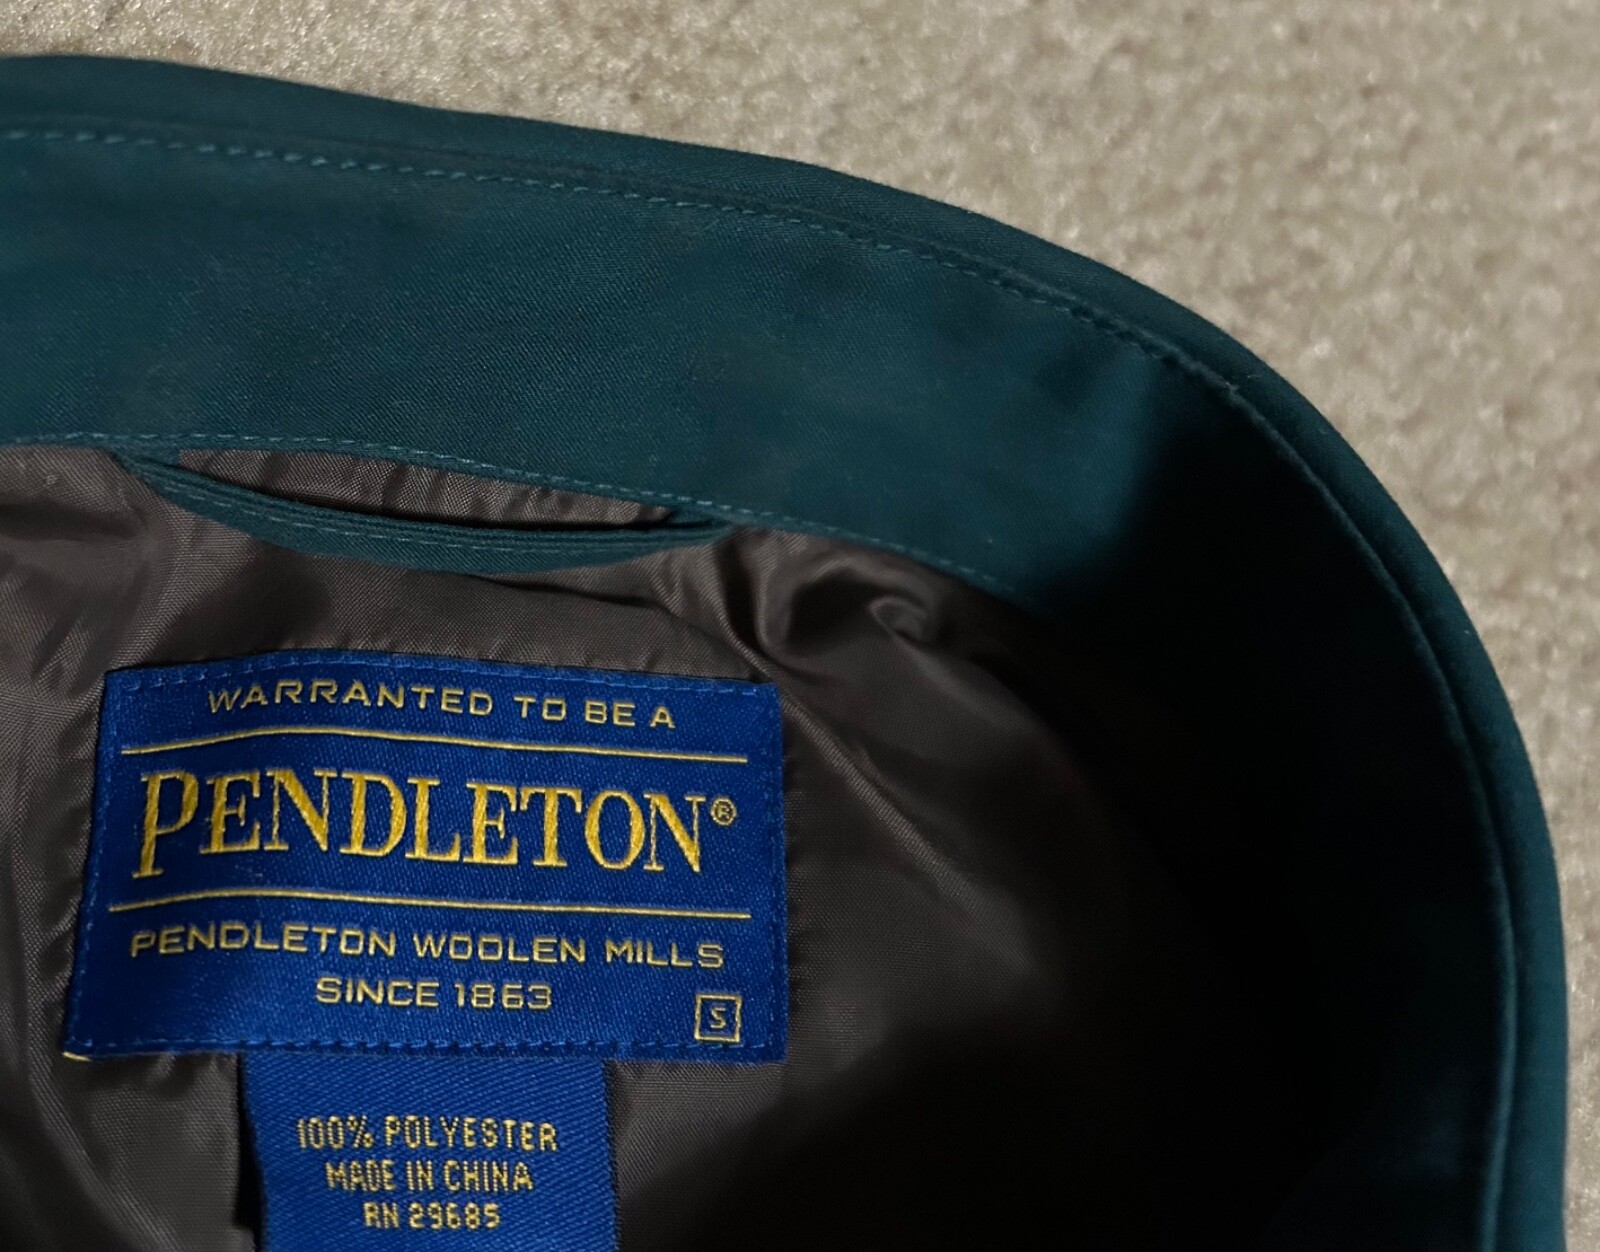 WARRANTED TO BE A
PENDLETON®
PENDLETON WOOLEN MILLS
SINCE 1863
S
100% POLYESTER
MADE IN CHINA
RN 29685